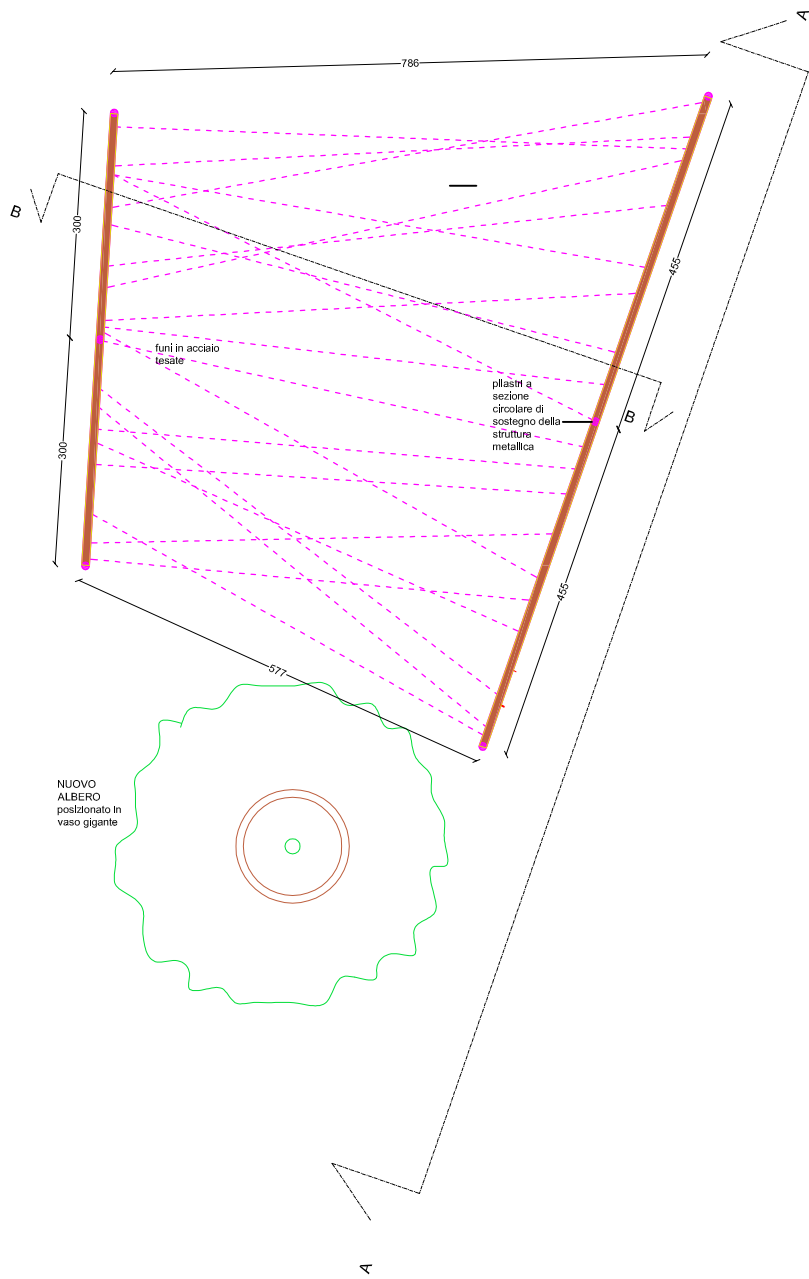 A
786
300
B
455
funi in acciaio
tesate
pilastri a
sezione
circolare di
sostegno della
struttura
metallica
B
300
455
577
NUOVO
ALBERO
posizionato in
vaso gigante
A